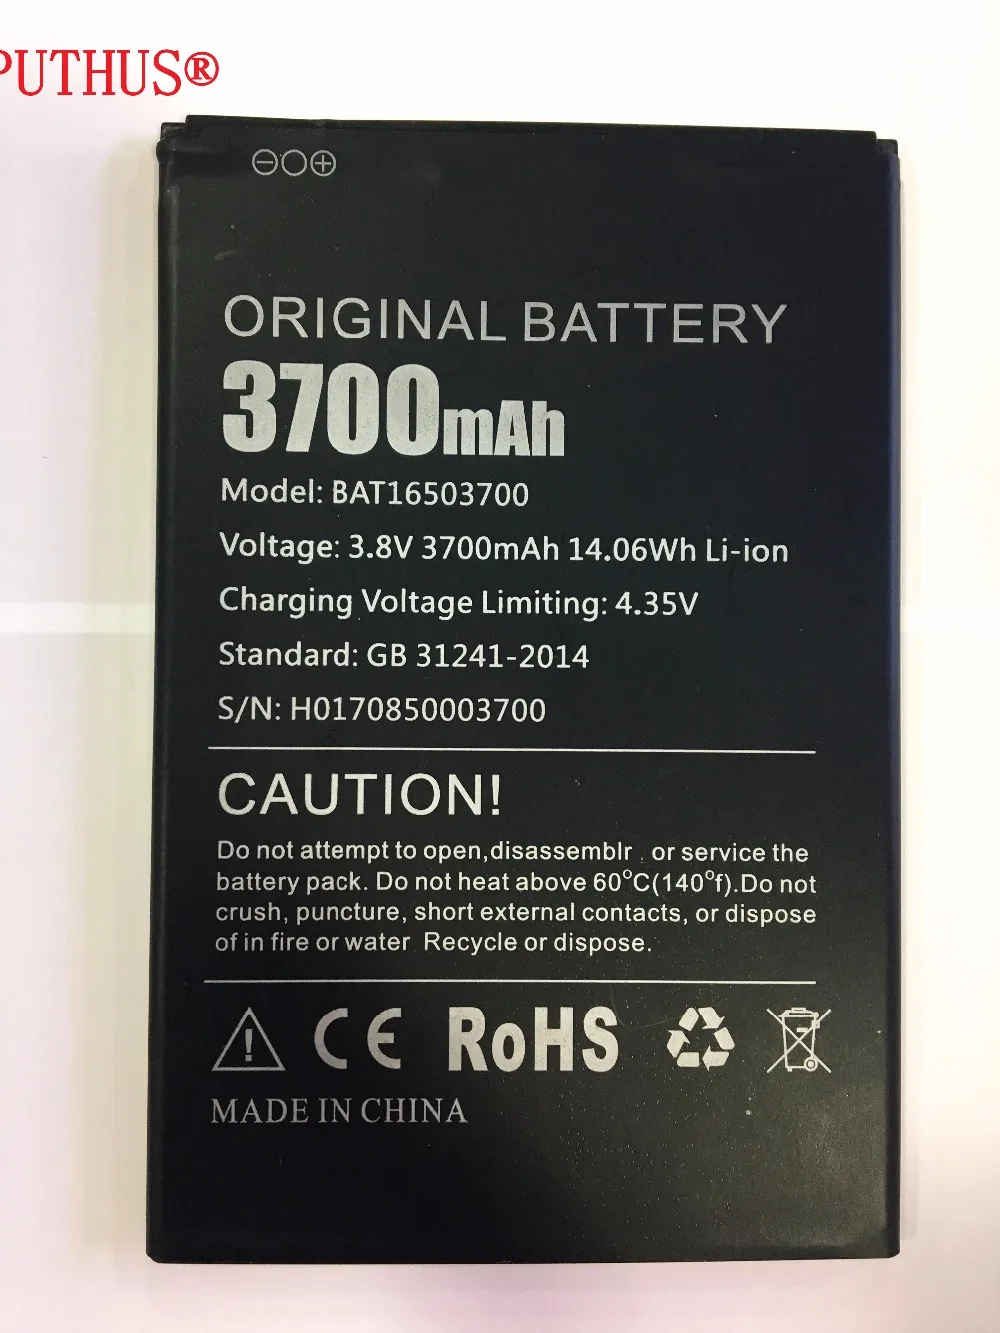 PUTHUS®
ORIGINAL BATTERY
3700mAh
Model: BAT16503700
Voltage: 3.8V 3700mAh 14.06Wh Li-ion
Charging Voltage Limiting: 4.35V
Standard: GB 31241-2014
S/N: H0170850003700
CAUTION!
Do not attempt to open,disassemblr . or service the
battery pack. Do not heat above 60°C(140°f).Do not
crush, puncture, short external contacts, or dispose
of in fire or water Recycle or dispose.
CE RoHS
MADE IN CHINA